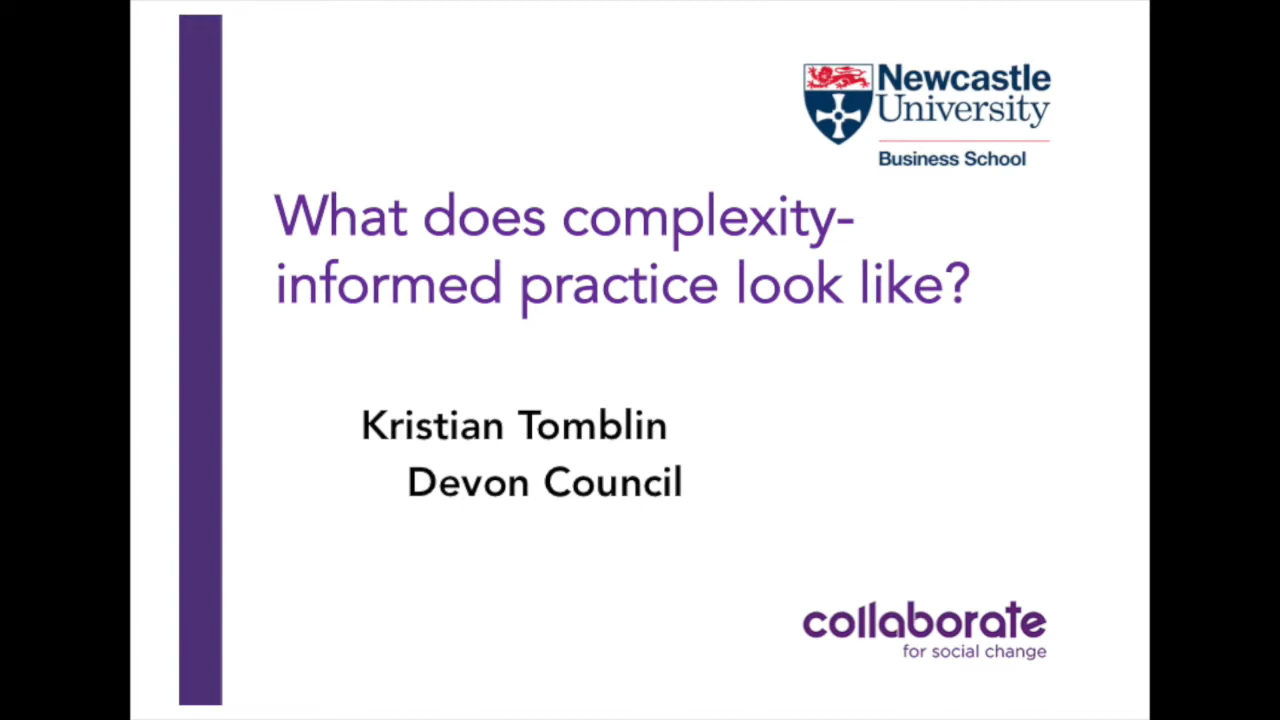 Newcastle
University
Business School
What does complexity-
informed practice look like?
Kristian Tomblin
Devon Council
collaborate
for social change